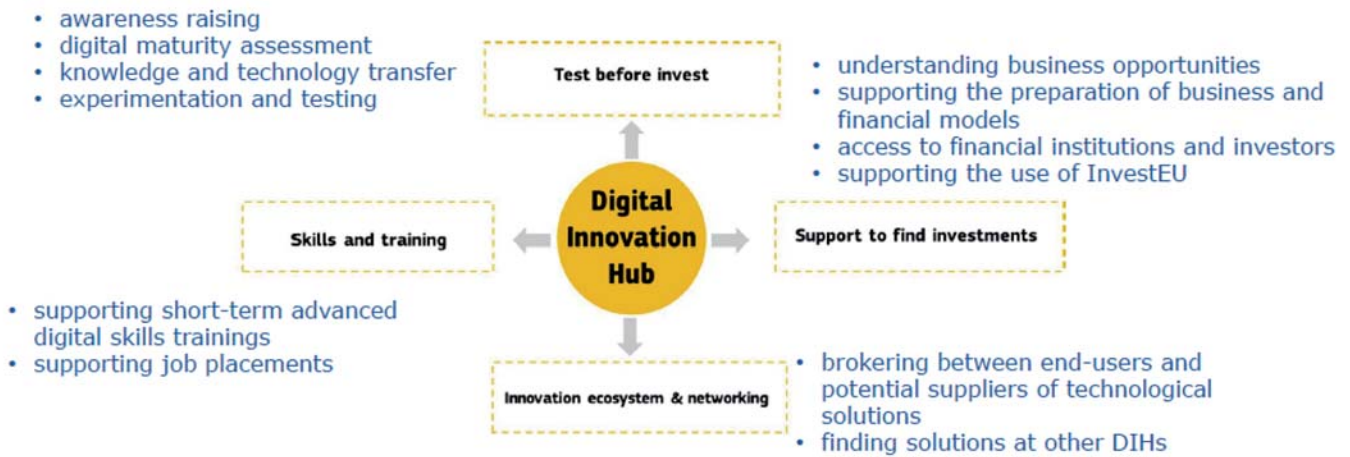 • awareness raising
• digital maturity assessment
• knowledge and technology transfer
• experimentation and testing
Test before invest
• understanding business opportunities
• supporting the preparation of business and
financial models
• access to financial institutions and investors
• supporting the use of InvestEU
Digital
Innovation
Hub
Skills and training
Support to find investments
• supporting short-term advanced
digital skills trainings
• supporting job placements
Innovation ecosystem & networking
• brokering between end-users and
potential suppliers of technological
solutions
• finding solutions at other DIHs